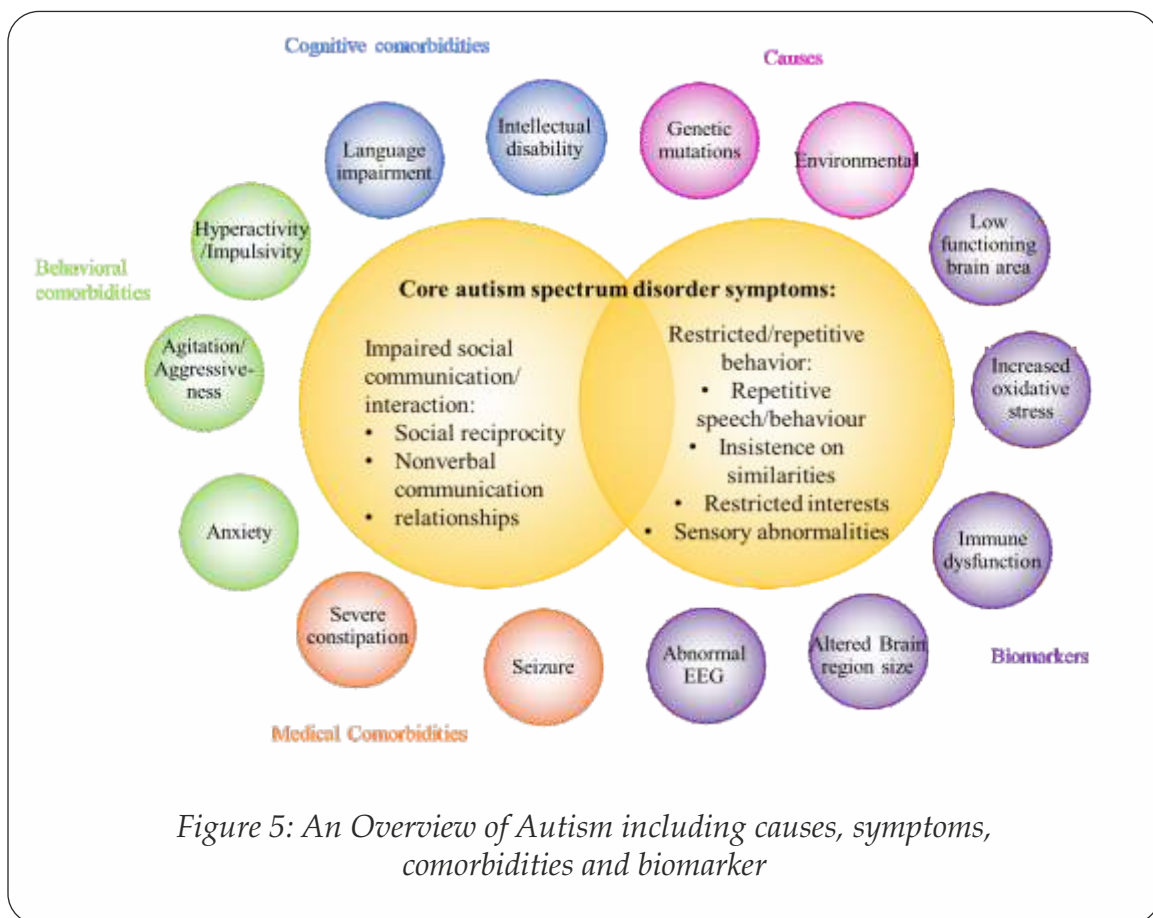 Cognitive comorbidities
Causes
Language
impairment
Intellectual
disability
Genetic
mutations
Environmental
Hyperactivity
/Impulsivity
Low
functioning
brain area
Behavioral
comorbidities
Core autism spectrum disorder symptoms:
Agitation/
Aggressive-
ness
Impaired social
communication/
interaction:
• Social reciprocity
• Nonverbal
communication
• relationships
Restricted/repetitive
behavior:
• Repetitive
speech/behaviour
• Insistence on
similarities
• Restricted interests
• Sensory abnormalities
Increased
oxidative
stress
Anxiety
Immune
dysfunction
Severe
constipation
Seizure
Abnormal
EEG
Altered Brain
region size
Biomarkers
Medical Comorbidities
Figure 5: An Overview of Autism including causes, symptoms,
comorbidities and biomarker